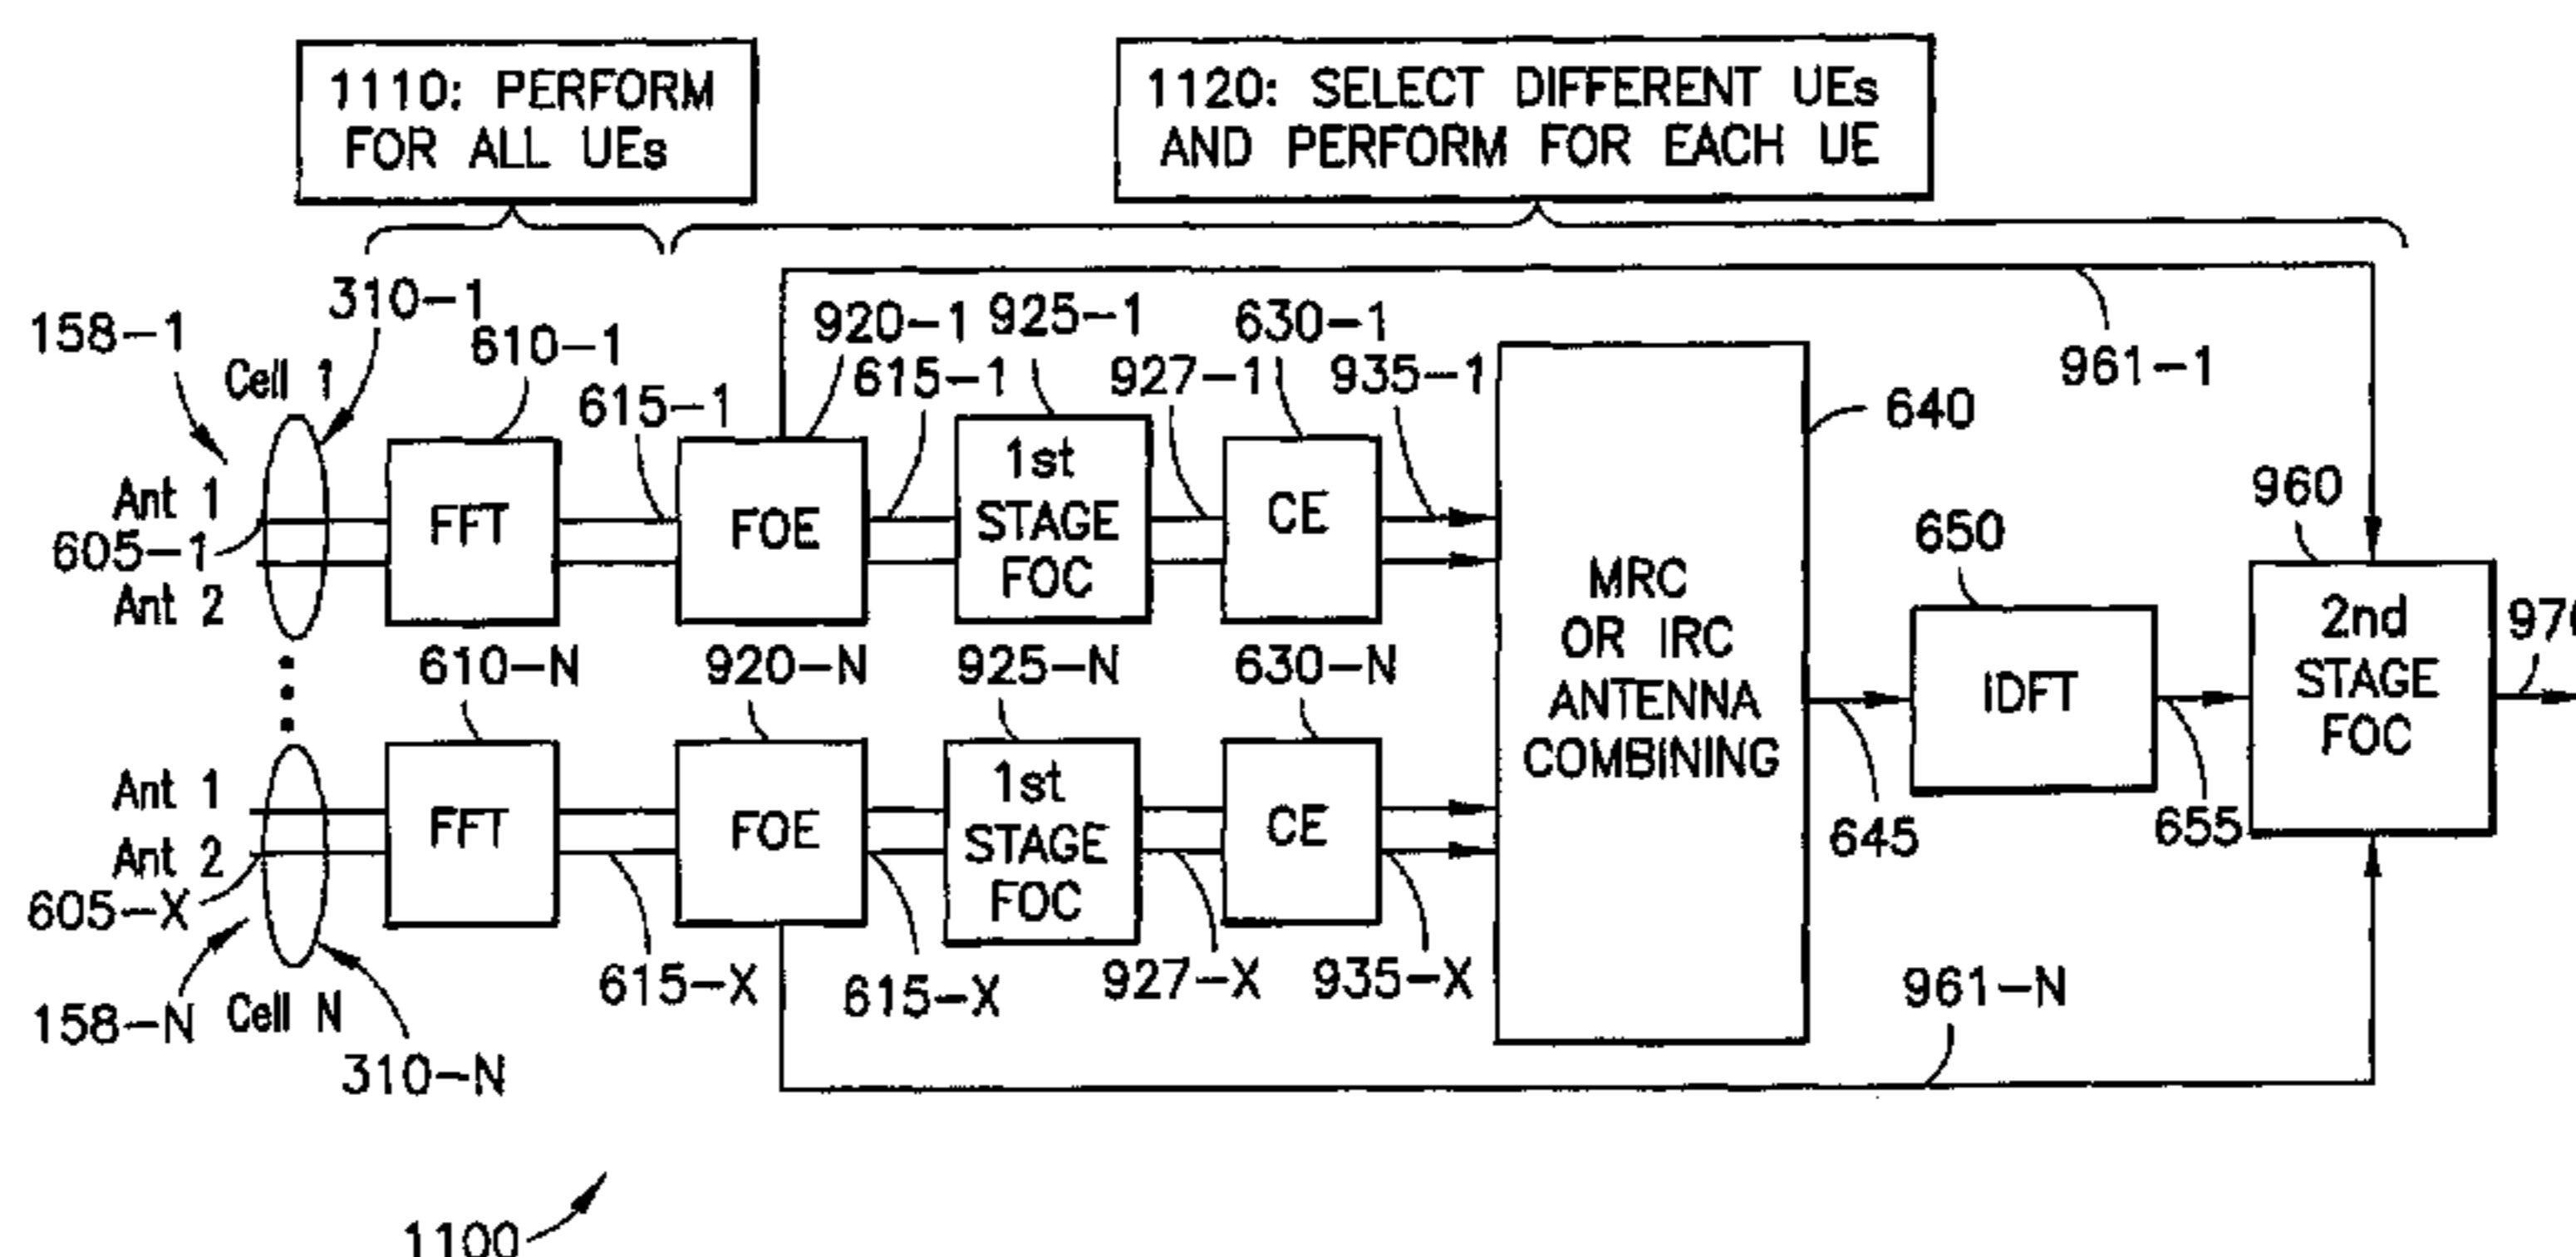 1110: PERFORM
FOR ALL UEs
1120: SELECT DIFFERENT UEs
AND PERFORM FOR EACH UE
158-1
Cell 1
310-1
610-1
615-1
920-1
615-1
925-1
927-1
630-1
935-1
961-1
640
Ant 1
605-1
Ant 2
FFT
FOE
1st
STAGE
FOC
CE
MRC
OR IRC
ANTENNA
COMBINING
650
IDFT
960
2nd
STAGE
FOC
645
655
610-N
920-N
925-N
630-N
Ant 1
Ant 2
605-X
FFT
FOE
1st
STAGE
FOC
CE
158-N
Cell N
310-N
615-X
615-X
927-X
935-X
961-N
1100